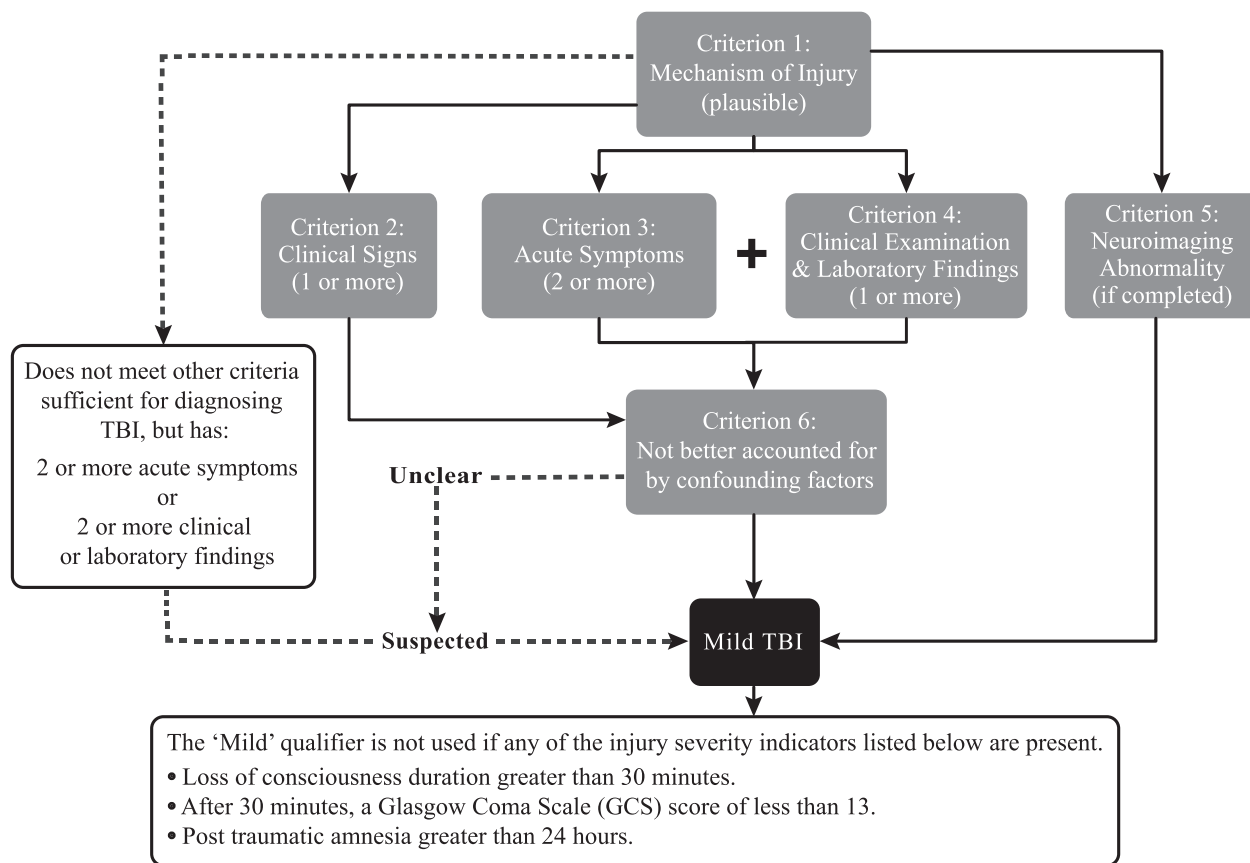 Criterion 1:
Mechanism of Injury
(plausible)
Criterion 2:
Clinical Signs
(1 or more)
Criterion 3:
Acute Symptoms
(2 or more)
+
Criterion 4:
Clinical Examination
& Laboratory Findings
(1 or more)
Criterion 5:
Neuroimaging
Abnormality
(if completed)
Does not meet other criteria
sufficient for diagnosing
TBI, but has:
2 or more acute symptoms
or
2 or more clinical
or laboratory findings
Criterion 6:
Not better accounted for
by confounding factors
Unclear
Suspected
Mild TBI
The ‘Mild’ qualifier is not used if any of the injury severity indicators listed below are present.
• Loss of consciousness duration greater than 30 minutes.
• After 30 minutes, a Glasgow Coma Scale (GCS) score of less than 13.
• Post traumatic amnesia greater than 24 hours.